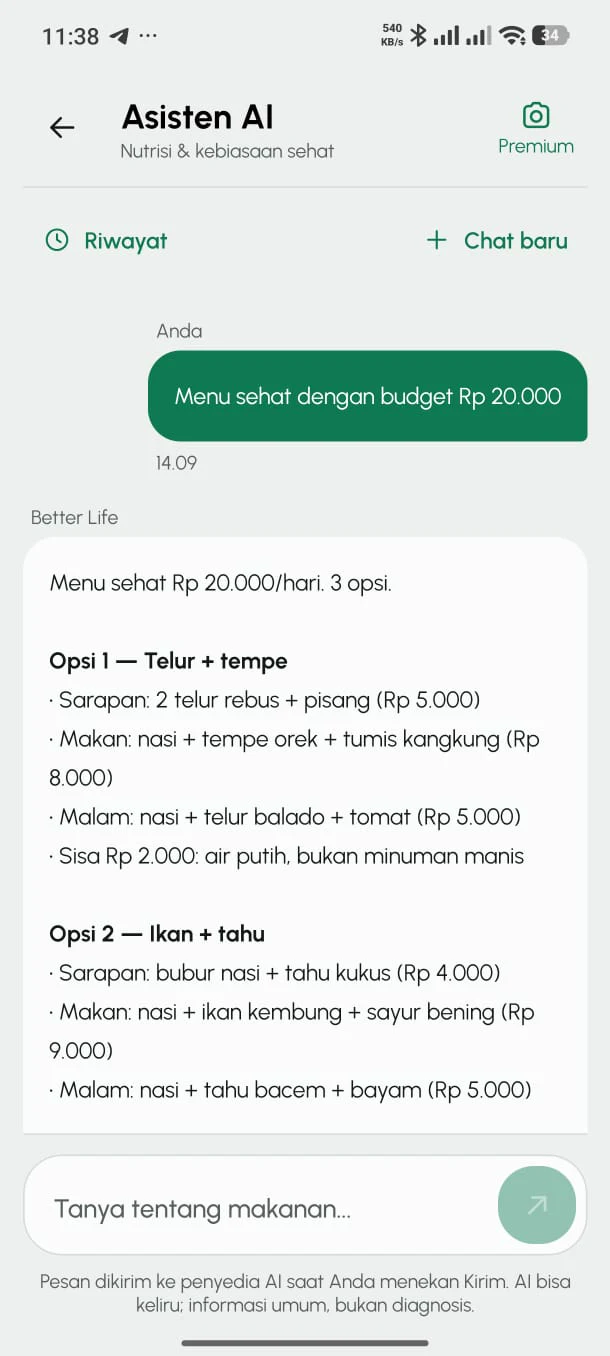 11:38
540
KB/s
34
Asisten AI
Nutrisi & kebiasaan sehat
Premium
Riwayat
Chat baru
Anda
Menu sehat dengan budget Rp 20.000
14.09
Better Life
Menu sehat Rp 20.000/hari. 3 opsi.
Opsi 1 — Telur + tempe
· Sarapan: 2 telur rebus + pisang (Rp 5.000)
· Makan: nasi + tempe orek + tumis kangkung (Rp
8.000)
· Malam: nasi + telur balado + tomat (Rp 5.000)
· Sisa Rp 2.000: air putih, bukan minuman manis
Opsi 2 — Ikan + tahu
· Sarapan: bubur nasi + tahu kukus (Rp 4.000)
· Makan: nasi + ikan kembung + sayur bening (Rp
9.000)
· Malam: nasi + tahu bacem + bayam (Rp 5.000)
Tanya tentang makanan...
Pesan dikirim ke penyedia AI saat Anda menekan Kirim. AI bisa
keliru; informasi umum, bukan diagnosis.